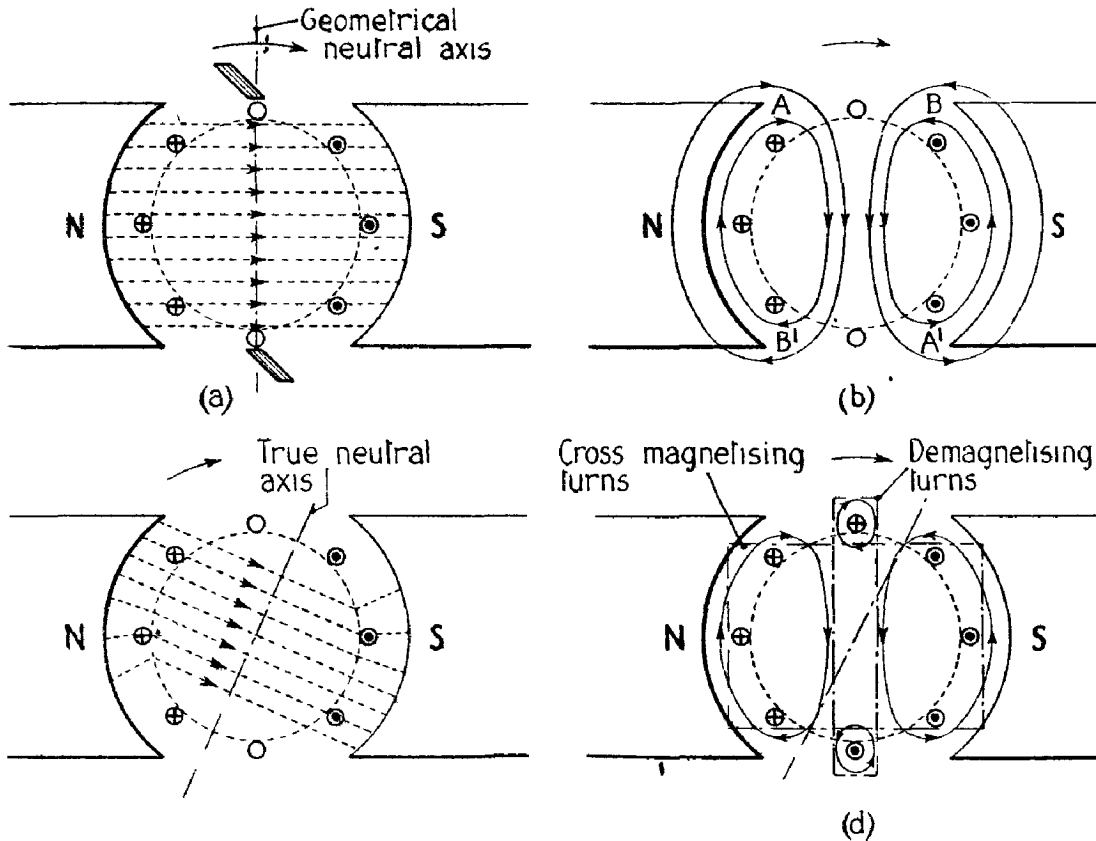 Geometrical
neutral axis
N
S
(a)
A
B
N
S
B'
A'
(b)
True neutral
axis
N
S
Cross magnetising
turns
Demagnetising
turns
N
S
(d)